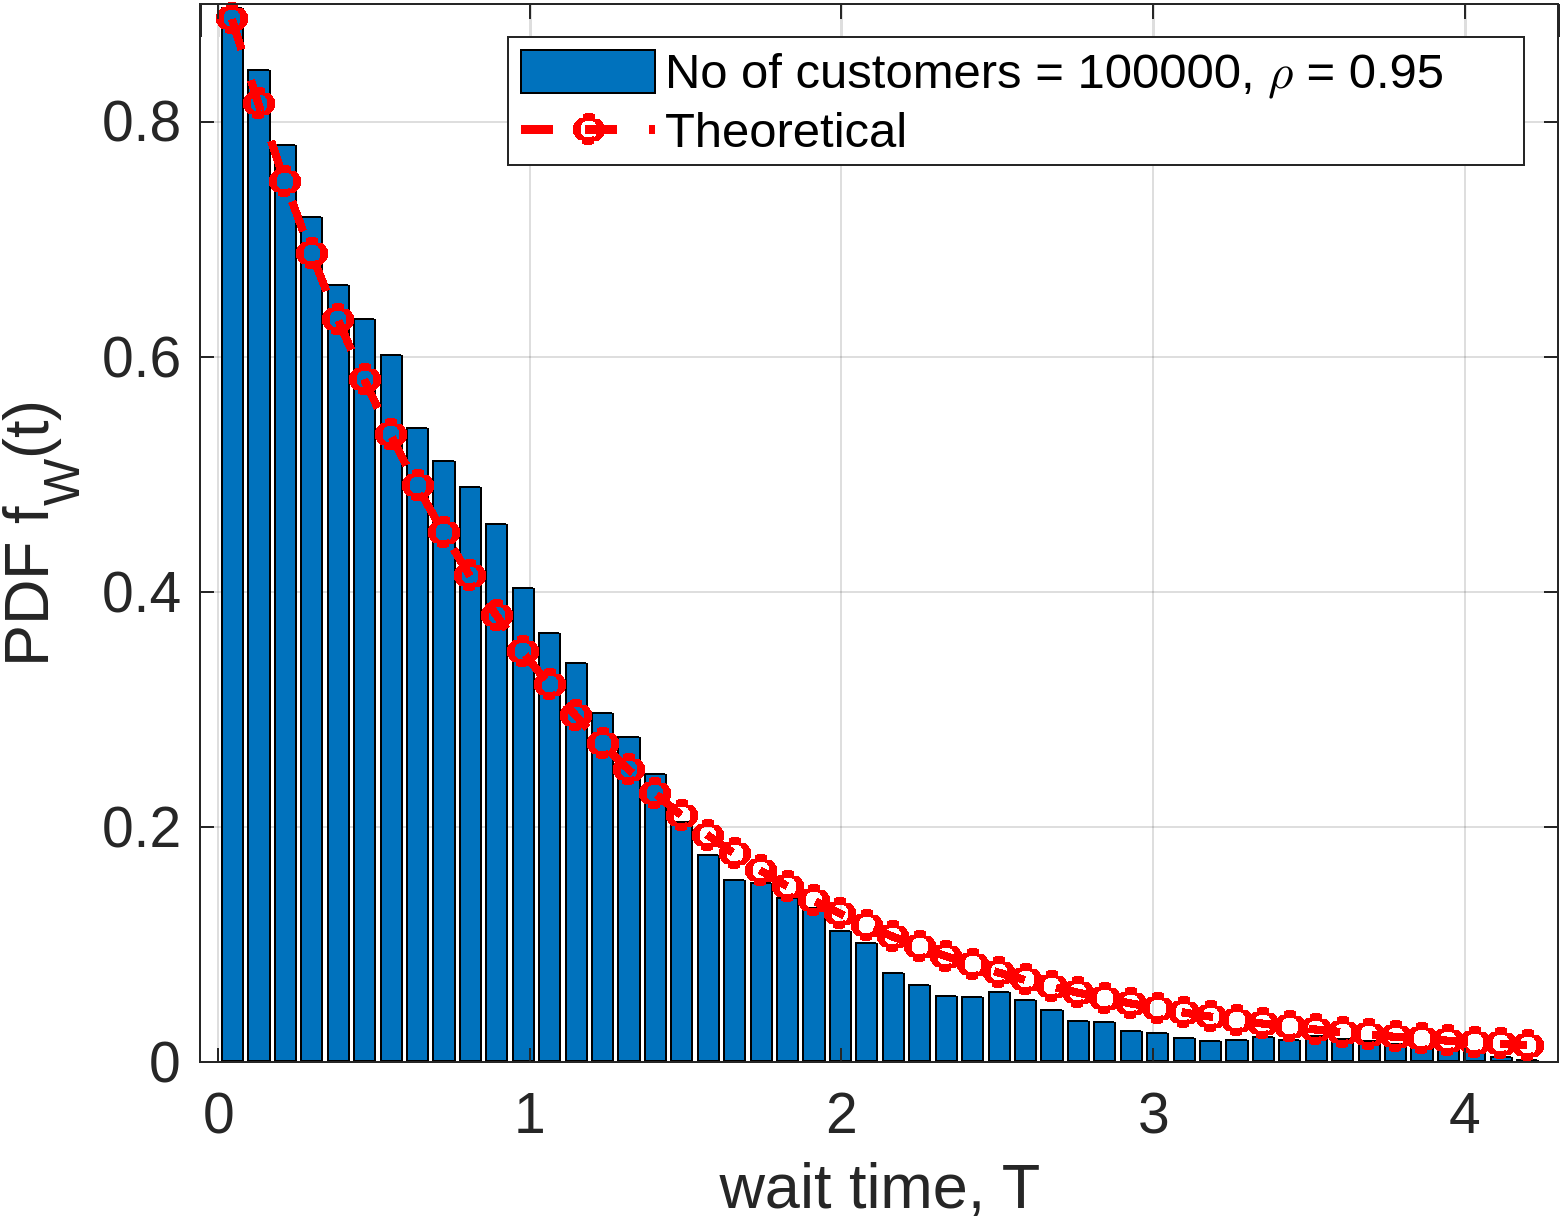 No of customers = 100000, ρ = 0.95
Theoretical
0.8
0.6
0.4
0.2
0
PDF f_W(t)
0 1 2 3 4
wait time, T